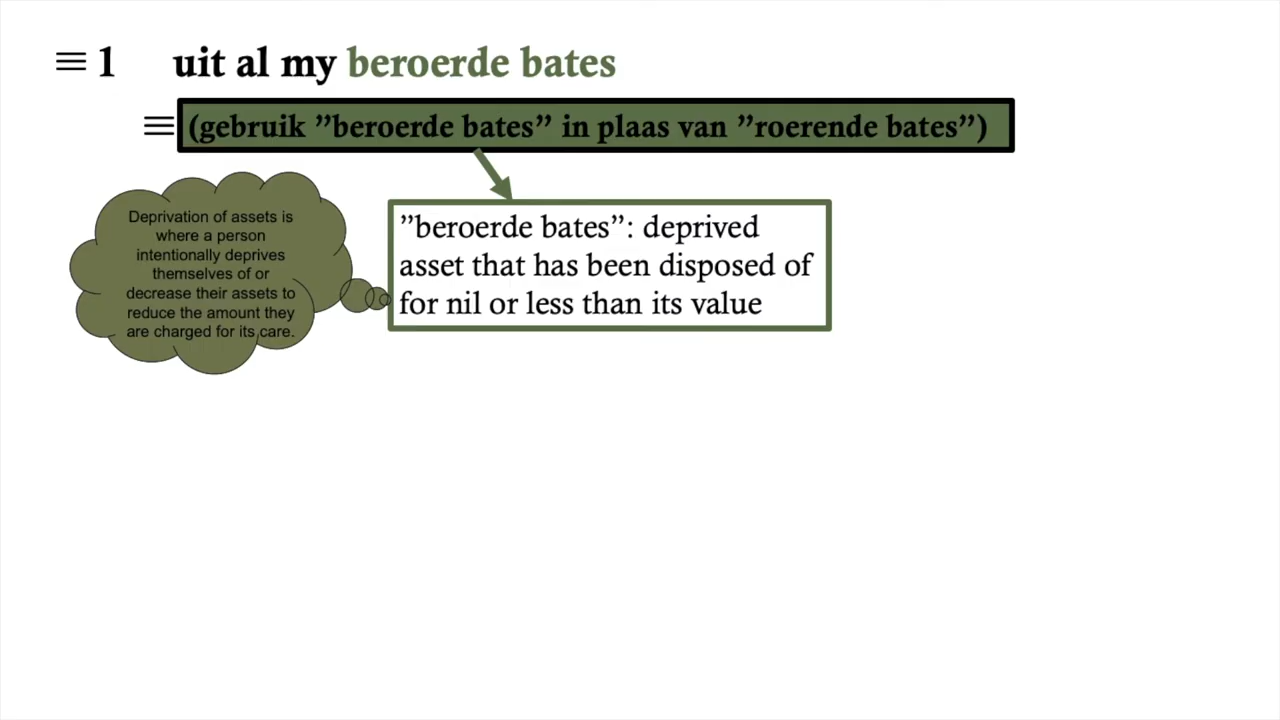 1 uit al my beroerde bates
(gebruik ”beroerde bates” in plaas van ”roerende bates”)
Deprivation of assets is
where a person
intentionally deprives
themselves of or
decrease their assets to
reduce the amount they
are charged for its care.
”beroerde bates”: deprived
asset that has been disposed of
for nil or less than its value